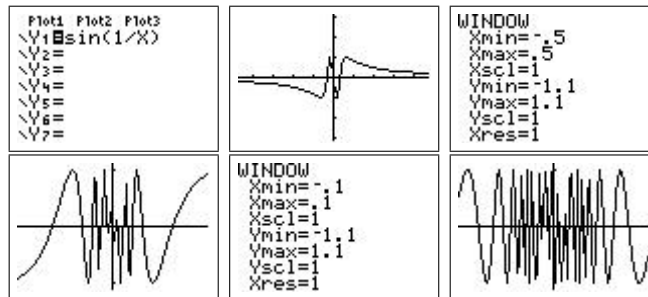 Plot1 Plot2 Plot3
\Y1=sin(1/X)
\Y2=
\Y3=
\Y4=
\Y5=
\Y6=
\Y7=
WINDOW
Xmin=-.5
Xmax=.5
Xscl=1
Ymin=-1.1
Ymax=1.1
Yscl=1
Xres=1
WINDOW
Xmin=-.1
Xmax=.1
Xscl=1
Ymin=-1.1
Ymax=1.1
Yscl=1
Xres=1